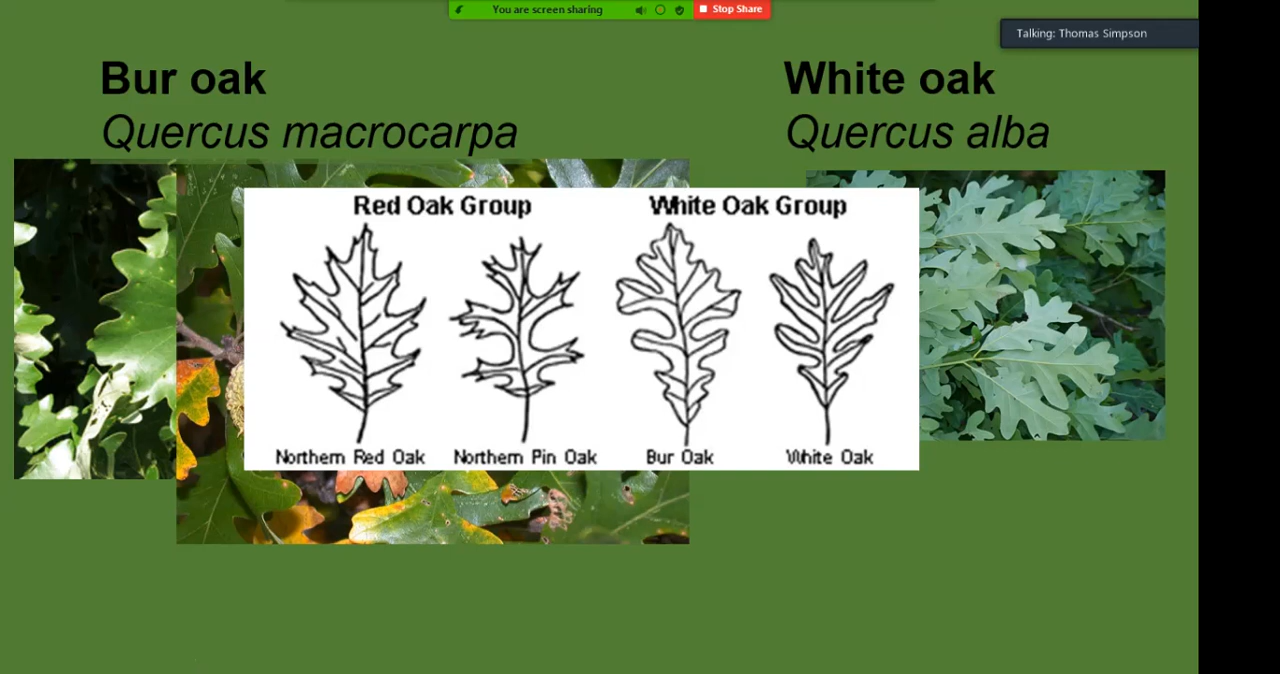 You are screen sharing
Stop Share
Talking: Thomas Simpson
Bur oak
Quercus macrocarpa
White oak
Quercus alba
Red Oak Group
White Oak Group
Northern Red Oak
Northern Pin Oak
Bur Oak
White Oak